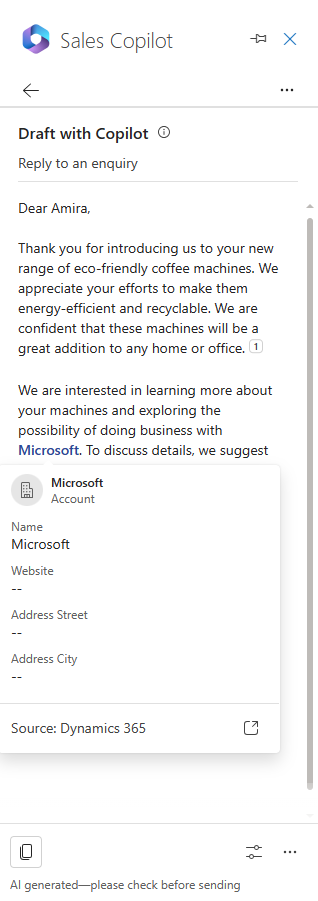 Sales Copilot
Draft with Copilot
Reply to an enquiry
Dear Amira,
Thank you for introducing us to your new
range of eco-friendly coffee machines. We
appreciate your efforts to make them
energy-efficient and recyclable. We are
confident that these machines will be a
great addition to any home or office. 1
We are interested in learning more about
your machines and exploring the
possibility of doing business with
Microsoft. To discuss details, we suggest
Microsoft
Account
Name
Microsoft
Website
--
Address Street
--
Address City
--
Source: Dynamics 365
AI generated—please check before sending